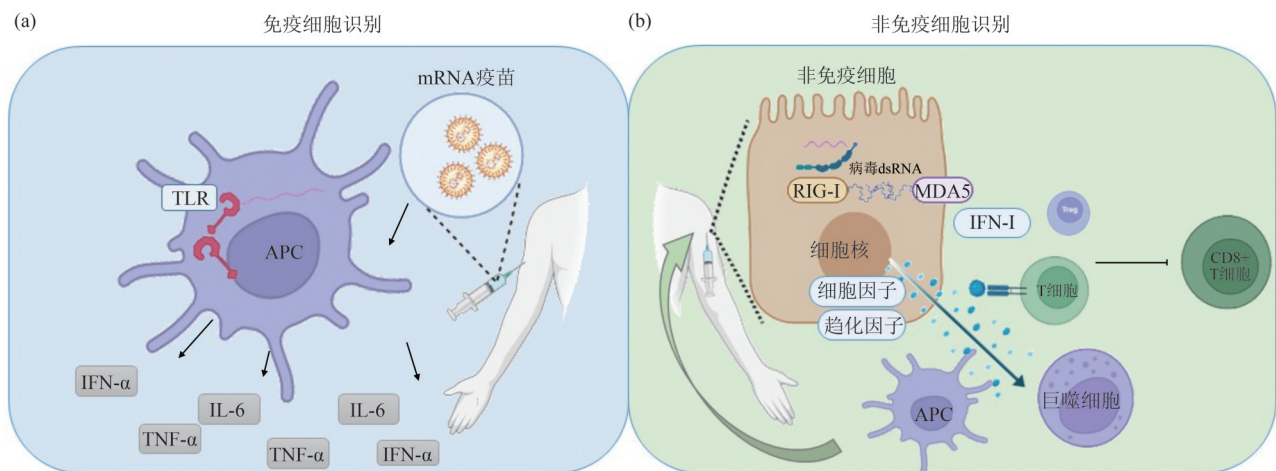 (a)
免疫细胞识别
mRNA疫苗
TLR
APC
IFN-α
IL-6
IL-6
TNF-α
TNF-α
IFN-α
(b)
非免疫细胞识别
非免疫细胞
病毒dsRNA
RIG-I
MDA5
IFN-I
Treg
细胞核
细胞因子
趋化因子
T细胞
CD8+
T细胞
APC
巨噬细胞